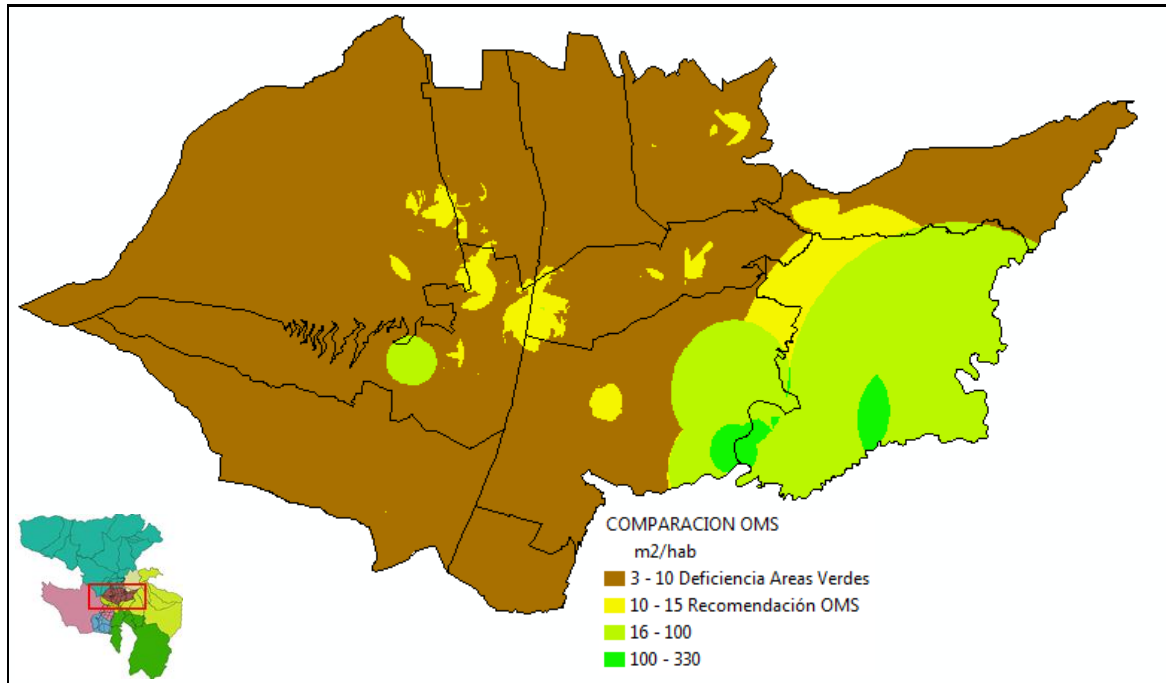 COMPARACION OMS
m2/hab
3 - 10 Deficiencia Areas Verdes
10 - 15 Recomendación OMS
16 - 100
100 - 330